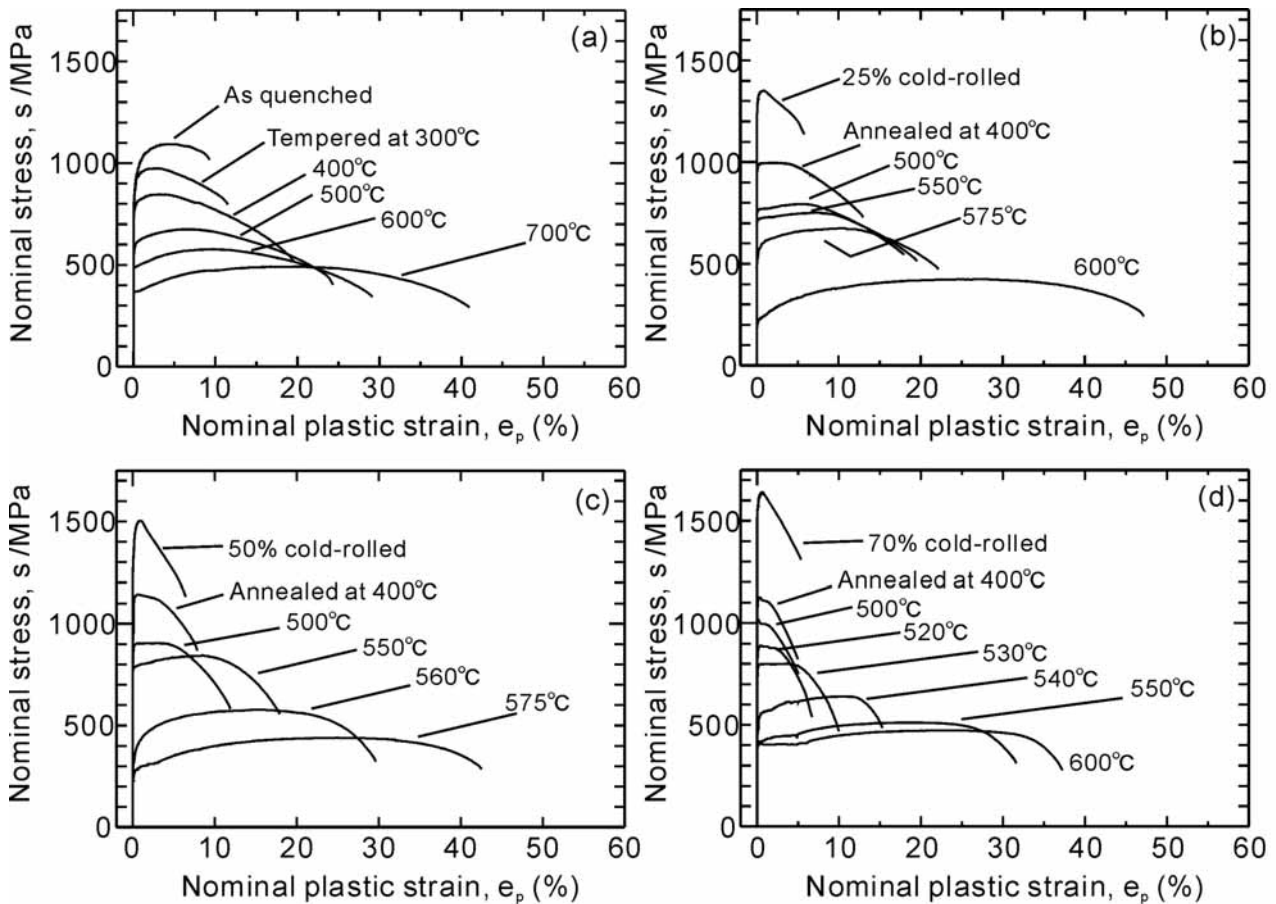 (a)
Nominal stress, s /MPa
1500
1000
500
0
As quenched
Tempered at 300°C
400°C
500°C
600°C
700°C
0 10 20 30 40 50 60
Nominal plastic strain, eₚ (%)
(b)
Nominal stress, s /MPa
1500
1000
500
0
25% cold-rolled
Annealed at 400°C
500°C
550°C
575°C
600°C
0 10 20 30 40 50 60
Nominal plastic strain, eₚ (%)
(c)
Nominal stress, s /MPa
1500
1000
500
0
50% cold-rolled
Annealed at 400°C
500°C
550°C
560°C
575°C
0 10 20 30 40 50 60
Nominal plastic strain, eₚ (%)
(d)
Nominal stress, s /MPa
1500
1000
500
0
70% cold-rolled
Annealed at 400°C
500°C
520°C
530°C
540°C
550°C
600°C
0 10 20 30 40 50 60
Nominal plastic strain, eₚ (%)